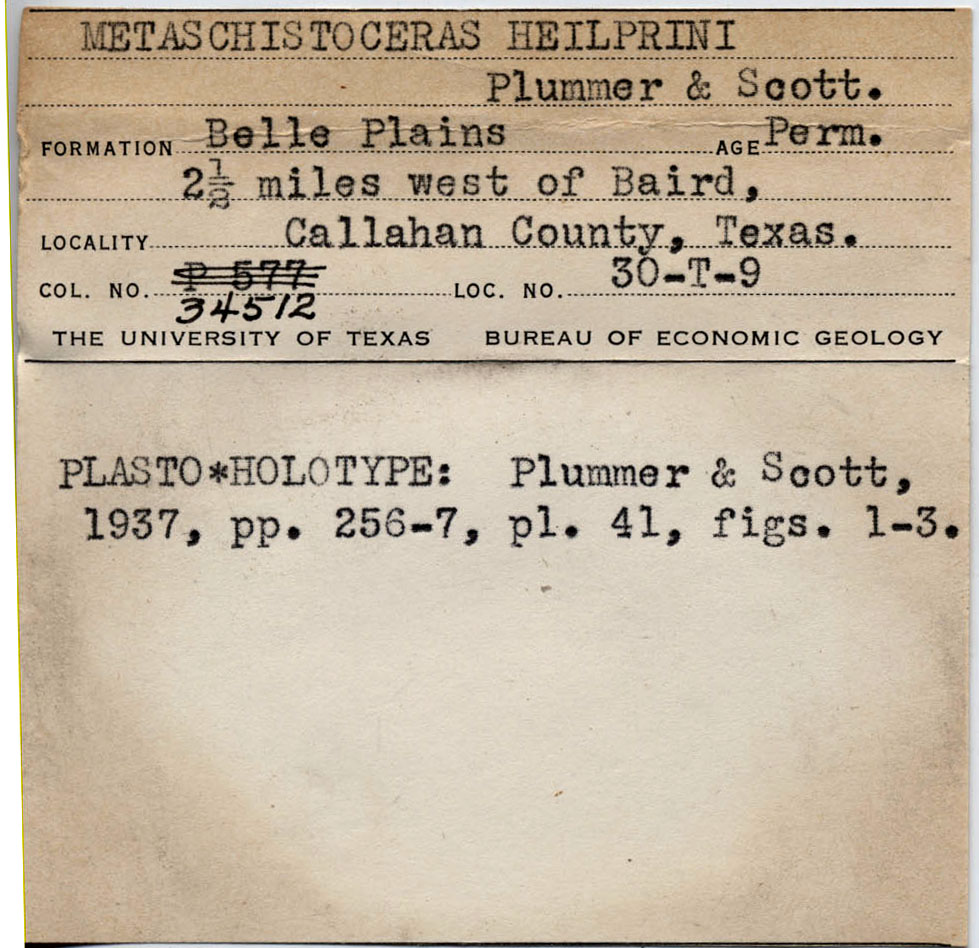 METASCHISTOCERAS HEILPRINI
Plummer & Scott.
FORMATION Belle Plains AGE Perm.
2½ miles west of Baird,
LOCALITY Callahan County, Texas.
COL. NO. P 577 LOC. NO. 30-T-9
34512
THE UNIVERSITY OF TEXAS BUREAU OF ECONOMIC GEOLOGY
PLASTO*HOLOTYPE: Plummer & Scott,
1937, pp. 256-7, pl. 41, figs. 1-3.